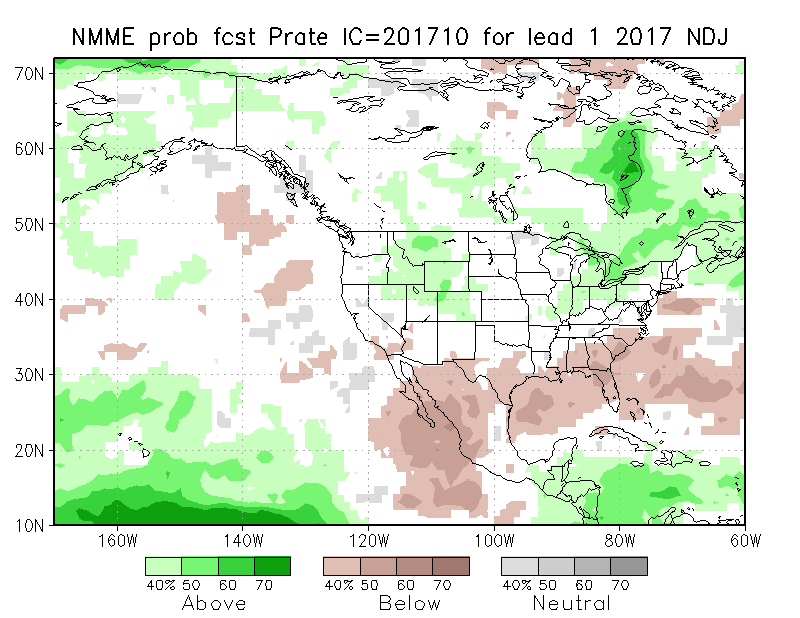 NMME prob fcst Prate IC=201710 for lead 1 2017 NDJ
70N
60N
50N
40N
30N
20N
10N
160W 140W 120W 100W 80W 60W
40% 50 60 70 40% 50 60 70 40% 50 60 70
Above Below Neutral